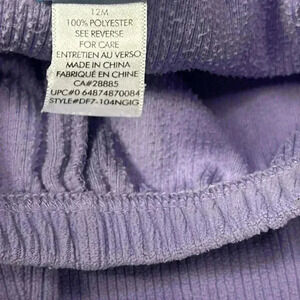 12M
100% POLYESTER
SEE REVERSE
FOR CARE
ENTRETIEN AU VERSO
MADE IN CHINA
FABRIQUÉ EN CHINE
CA#28885
UPC#0 64874870084
STYLE#DF7-104NGIG